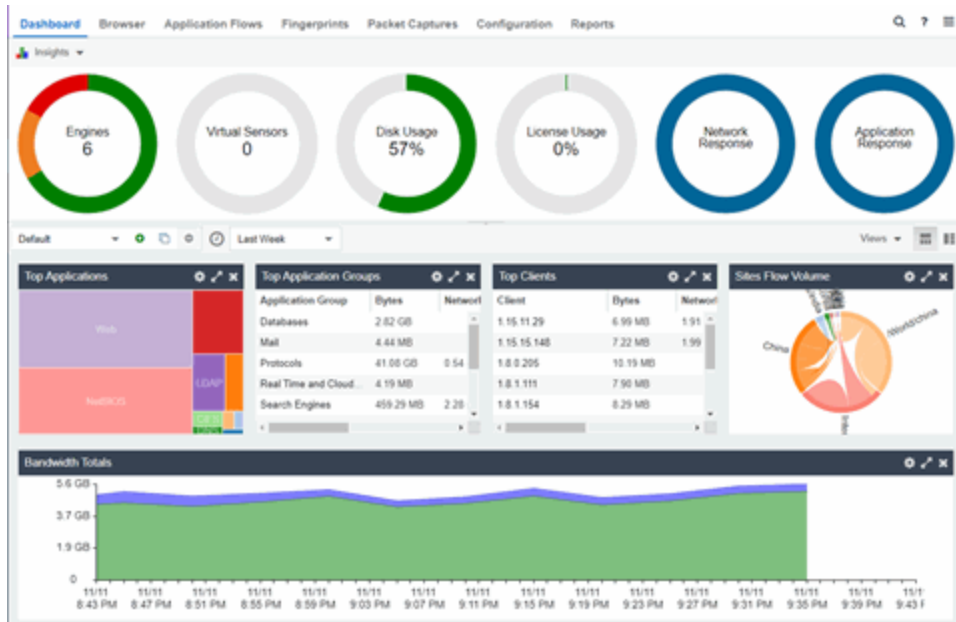 Dashboard Browser Application Flows Fingerprints Packet Captures Configuration Reports ?
Insights
Engines
6
Virtual Sensors
0
Disk Usage
57%
License Usage
0%
Network
Response
Application
Response
Default Last Week Views
Top Applications
Web
NetBIOS
LDAP
DNS
Top Application Groups
Application Group Bytes Network
Databases 2.82 GB
Mail 4.44 MB
Protocols 41.08 GB 0.54
Real Time and Cloud... 4.19 MB
Search Engines 459.29 MB 2.28
Top Clients
Client Bytes Network
1.15.11.29 6.99 MB 1.91
1.15.15.148 7.22 MB 1.99
1.8.0.205 10.19 MB
1.8.1.111 7.90 MB
1.8.1.154 8.29 MB
Sites Flow Volume
China
/World/china
Inte
Bandwidth Totals
5.6 GB
3.7 GB
1.9 GB
0
11/11 11/11 11/11 11/11 11/11 11/11 11/11 11/11 11/11 11/11 11/11 11/11 11/11 11/11 11/1
8:43 PM 8:47 PM 8:51 PM 8:55 PM 8:59 PM 9:03 PM 9:07 PM 9:11 PM 9:15 PM 9:19 PM 9:23 PM 9:27 PM 9:31 PM 9:35 PM 9:39 PM 9:43 F